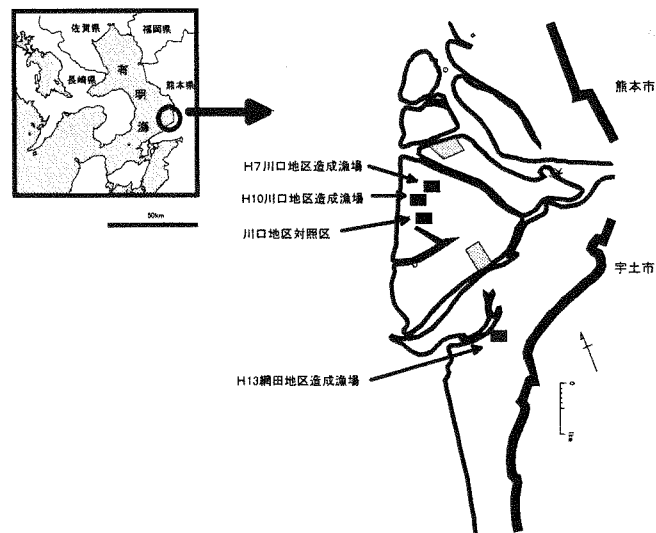 佐賀県
福岡県
長崎県
熊本県
有明海
50km
熊本市
H7川口地区造成漁場
H10川口地区造成漁場
川口地区対照区
宇土市
H13網田地区造成漁場